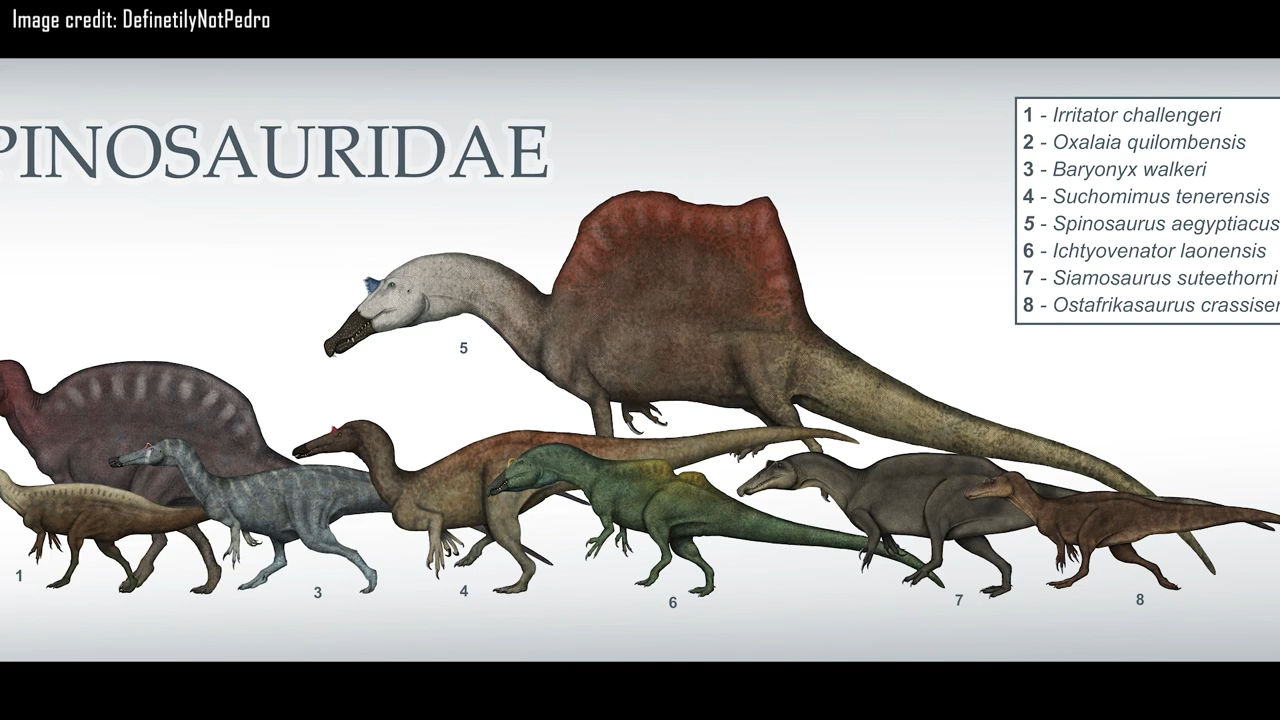 Image credit: DefinetilyNotPedro
PINOSAURIDAE
1 - Irritator challengeri
2 - Oxalaia quilombensis
3 - Baryonyx walkeri
4 - Suchomimus tenerensis
5 - Spinosaurus aegyptiacus
6 - Ichtyovenator laonensis
7 - Siamosaurus suteethorni
8 - Ostafrikasaurus crassiser
5
1
3
4
6
7
8